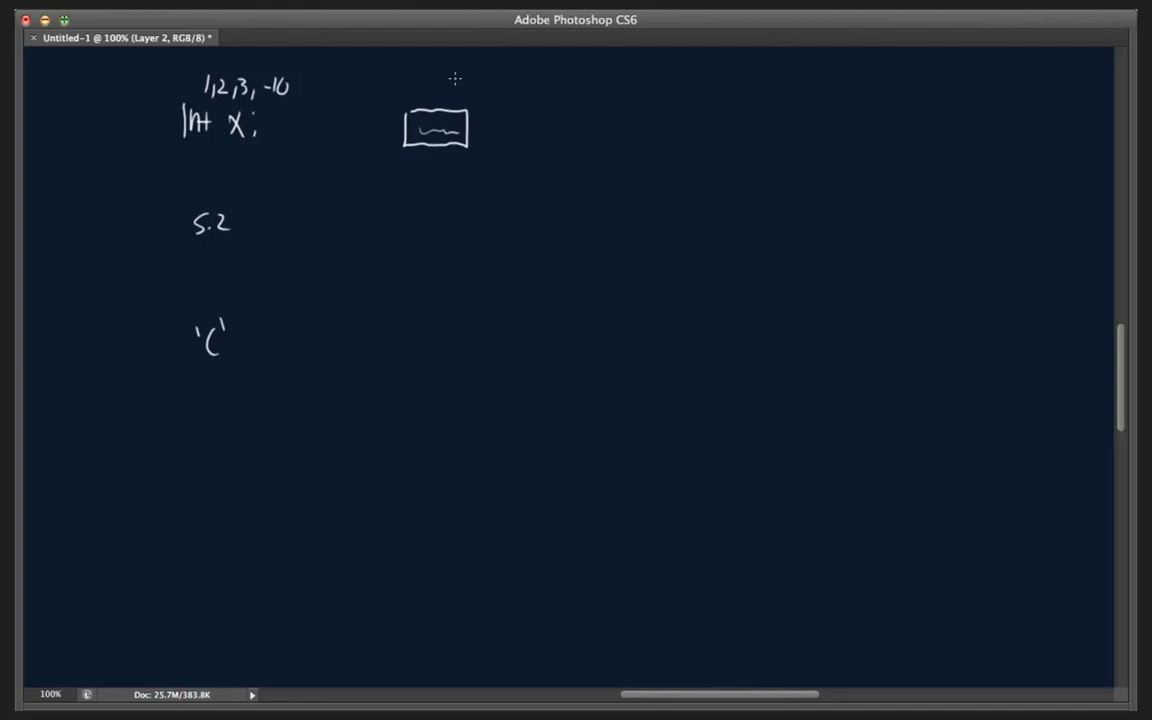 Adobe Photoshop CS6
× Untitled-1 @ 100% (Layer 2, RGB/8) *
1,2,3, -10
Int x;
5.2
'C'
100% Doc: 25.7M/383.8K